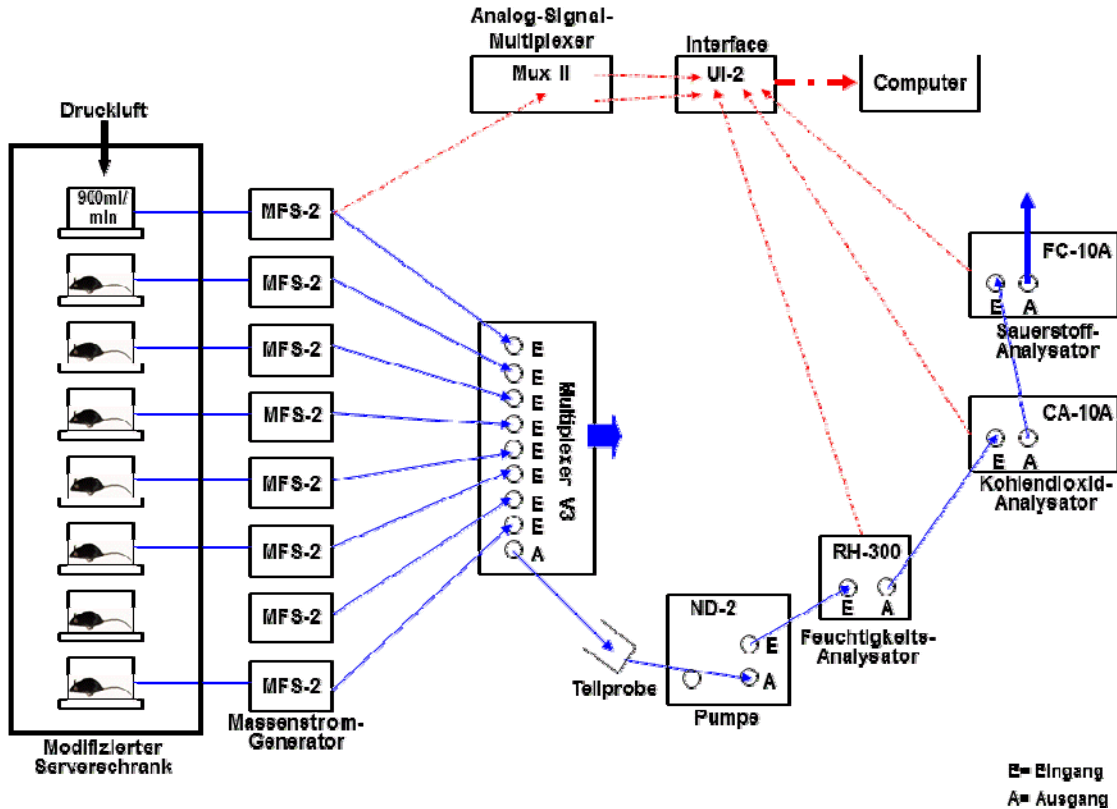 Analog-Signal-
Multiplexer
Mux II
Interface
UI-2
Computer
Druckluft
900ml/
min
MFS-2
MFS-2
MFS-2
MFS-2
MFS-2
MFS-2
MFS-2
MFS-2
Massenstrom-
Generator
Modifizierter
Serverschrank
E
E
E
E
E
E
E
E
A
Multiplexer V3
Teilprobe
ND-2
E
A
Pumpe
RH-300
E
A
Feuchtigkeits-
Analysator
FC-10A
E
A
Sauerstoff-
Analysator
CA-10A
E
A
Kohlendioxid-
Analysator
E= Eingang
A= Ausgang